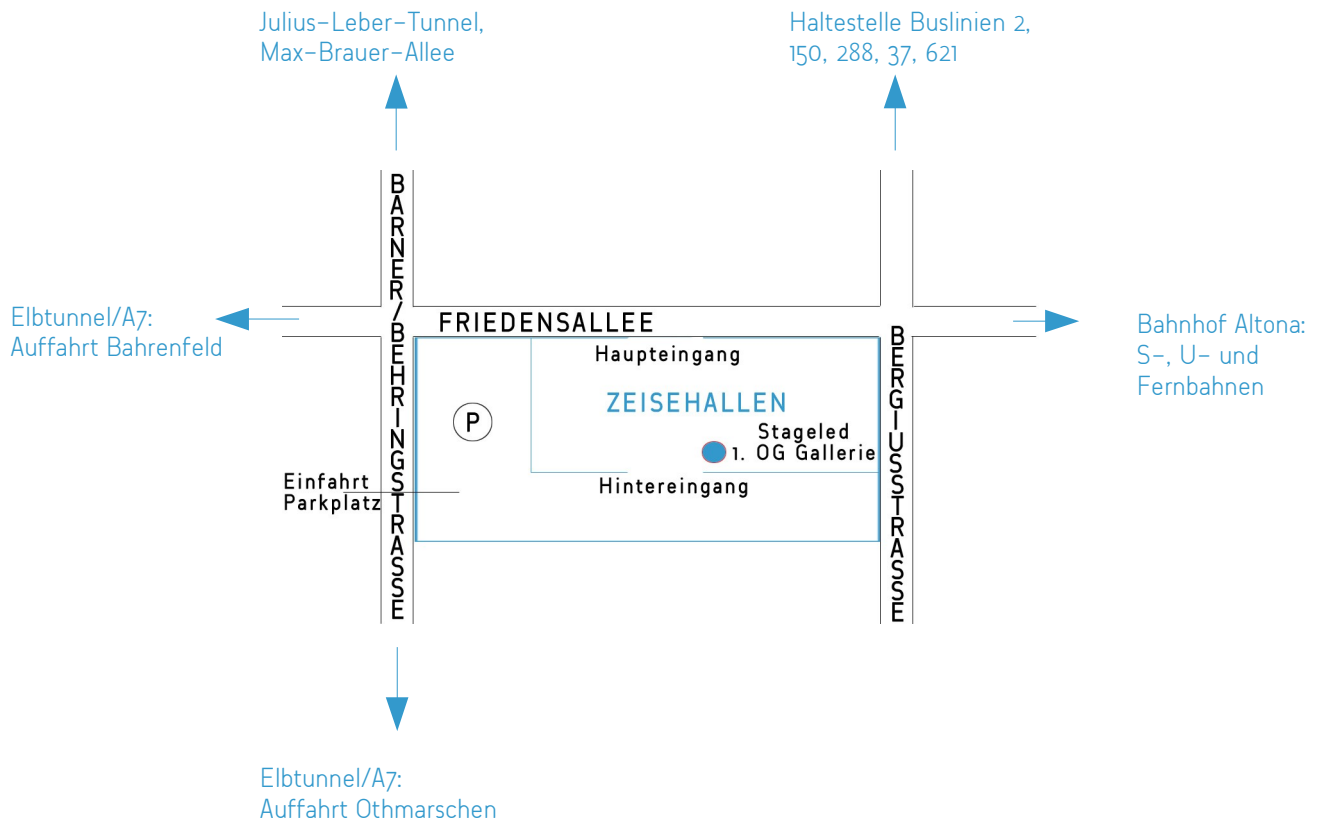 Julius-Leber-Tunnel,
Max-Brauer-Allee
Haltestelle Buslinien 2,
150, 288, 37, 621
BARNER/BEHRINGSTRASSE
Elbtunnel/A7:
Auffahrt Bahrenfeld
FRIEDENSALLEE
Bahnhof Altona:
S-, U- und
Fernbahnen
BERGIUSSTRASSE
Haupteingang
ZEISEHALLEN
P
Stageled
1. OG Gallerie
Einfahrt
Parkplatz
Hintereingang
Elbtunnel/A7:
Auffahrt Othmarschen